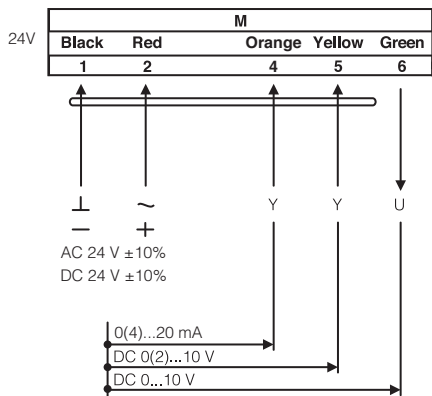 M
24V
Black Red Orange Yellow Green
1 2 4 5 6
⊥ ~ Y Y U
− +
AC 24 V ±10%
DC 24 V ±10%
0(4)...20 mA
DC 0(2)...10 V
DC 0...10 V